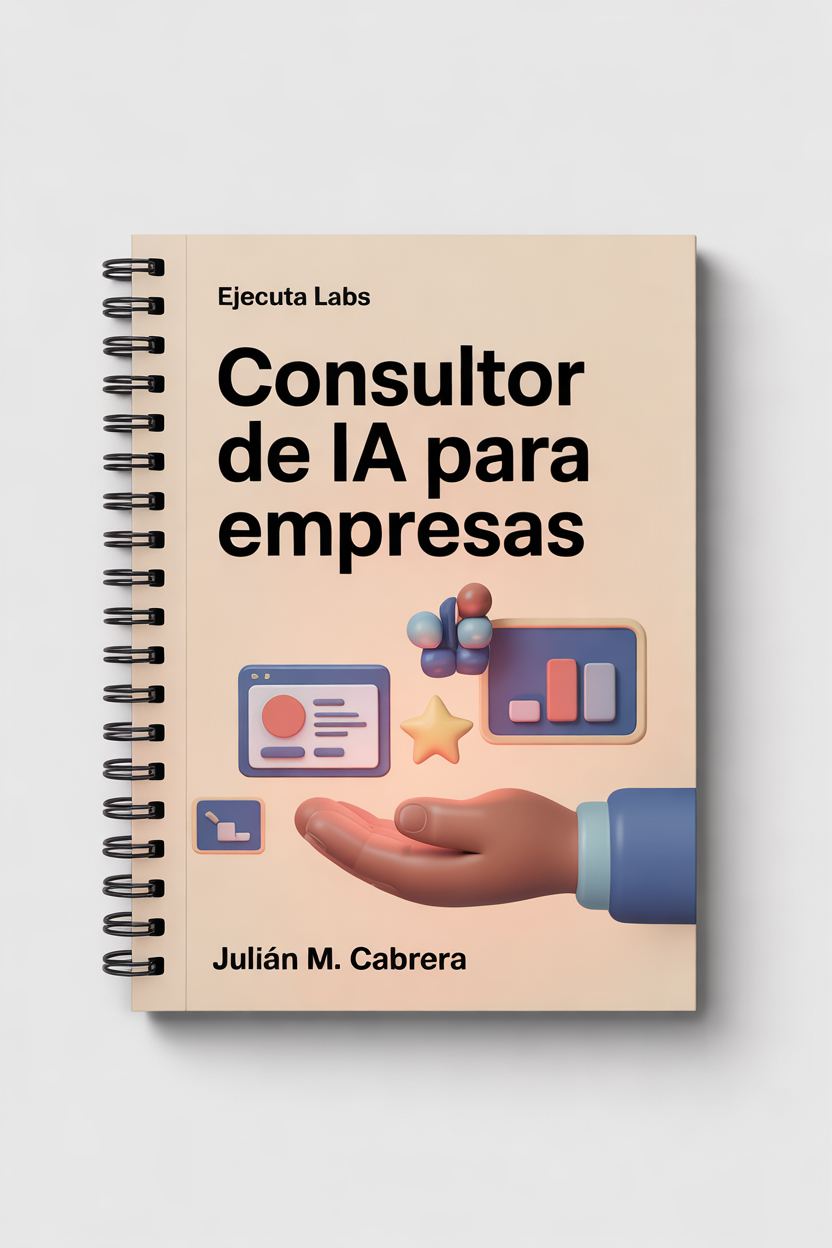 Ejecuta Labs
Consultor
de IA para
empresas
Julián M. Cabrera